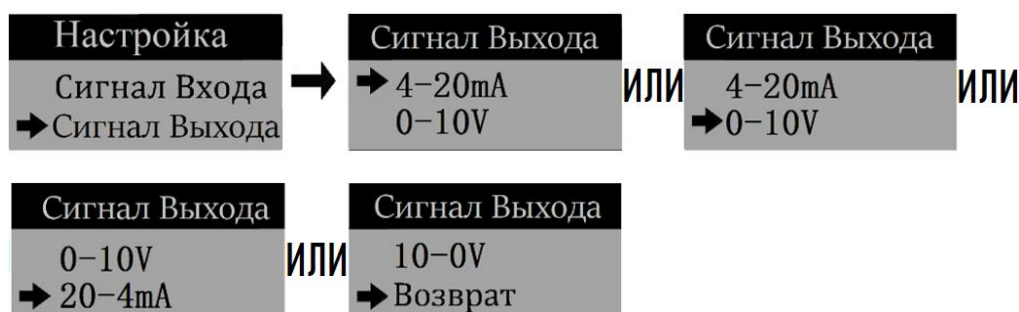 Настройка
Сигнал Входа
Сигнал Выхода
Сигнал Выхода
4-20mA
0-10V
ИЛИ
Сигнал Выхода
4-20mA
0-10V
ИЛИ
Сигнал Выхода
0-10V
20-4mA
ИЛИ
Сигнал Выхода
10-0V
Возврат